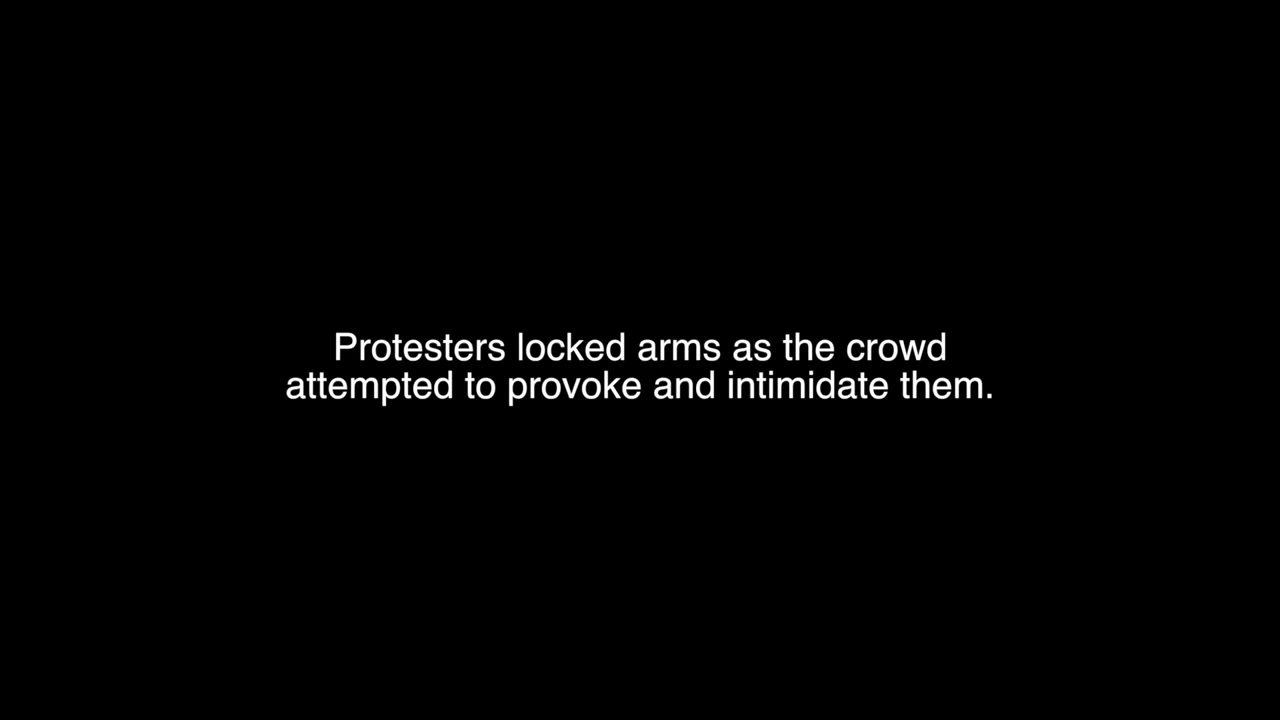 Protesters locked arms as the crowd
attempted to provoke and intimidate them.